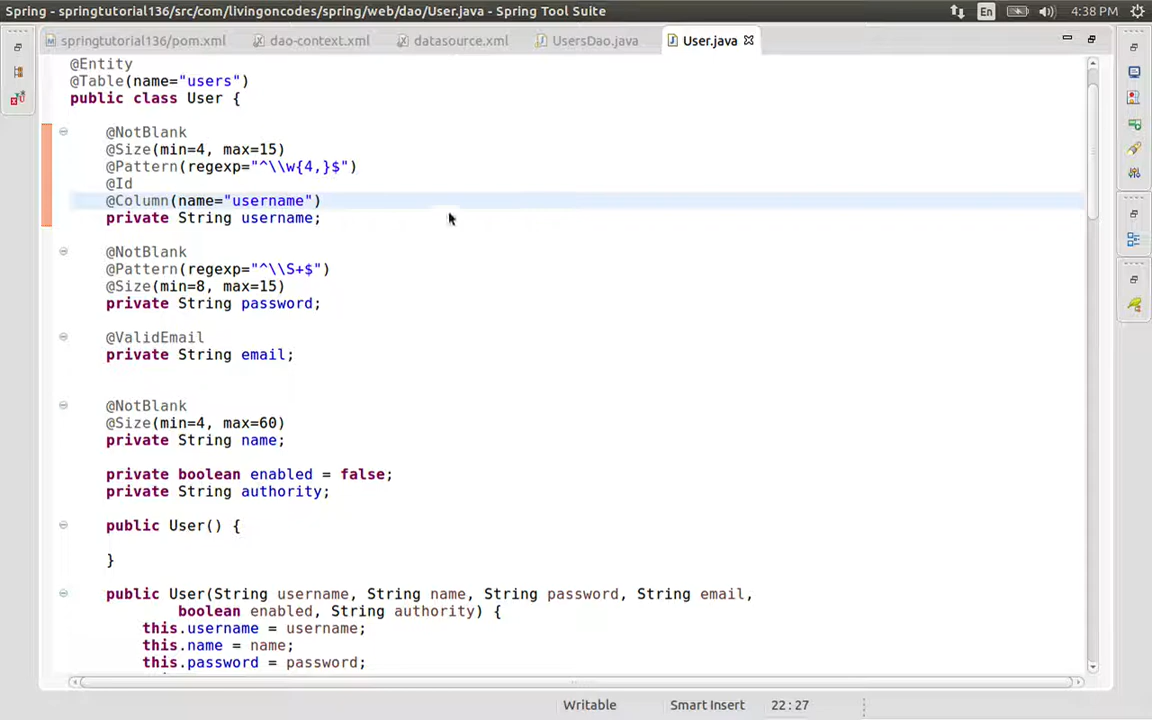 Spring - springtutorial136/src/com/livingoncodes/spring/web/dao/User.java - Spring Tool Suite
En
4:38 PM
springtutorial136/pom.xml
dao-context.xml
datasource.xml
UsersDao.java
User.java
@Entity
@Table(name="users")
public class User {
@NotBlank
@Size(min=4, max=15)
@Pattern(regexp="^\\w{4,}$")
@Id
@Column(name="username")
private String username;
@NotBlank
@Pattern(regexp="^\\S+$")
@Size(min=8, max=15)
private String password;
@ValidEmail
private String email;
@NotBlank
@Size(min=4, max=60)
private String name;
private boolean enabled = false;
private String authority;
public User() {
}
public User(String username, String name, String password, String email,
boolean enabled, String authority) {
this.username = username;
this.name = name;
this.password = password;
Writable
Smart Insert
22 : 27